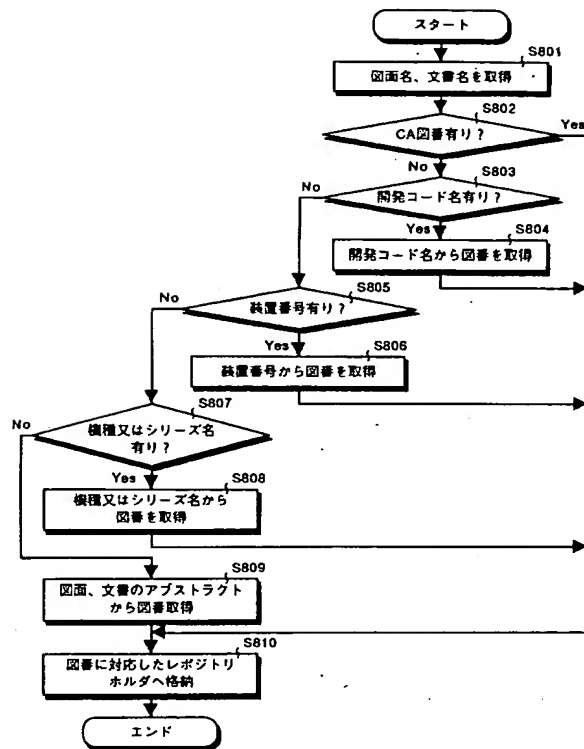 スタート
S801
図面名、文書名を取得
S802
CA図番有り?
Yes
No
S803
開発コード名有り?
No
Yes
S804
開発コード名から図番を取得
S805
装置番号有り?
No
Yes
S806
装置番号から図番を取得
S807
機種又はシリーズ名
有り?
No
Yes
S808
機種又はシリーズ名から
図番を取得
S809
図面、文書のアブストラクト
から図番取得
S810
図番に対応したレポジトリ
ホルダへ格納
エンド